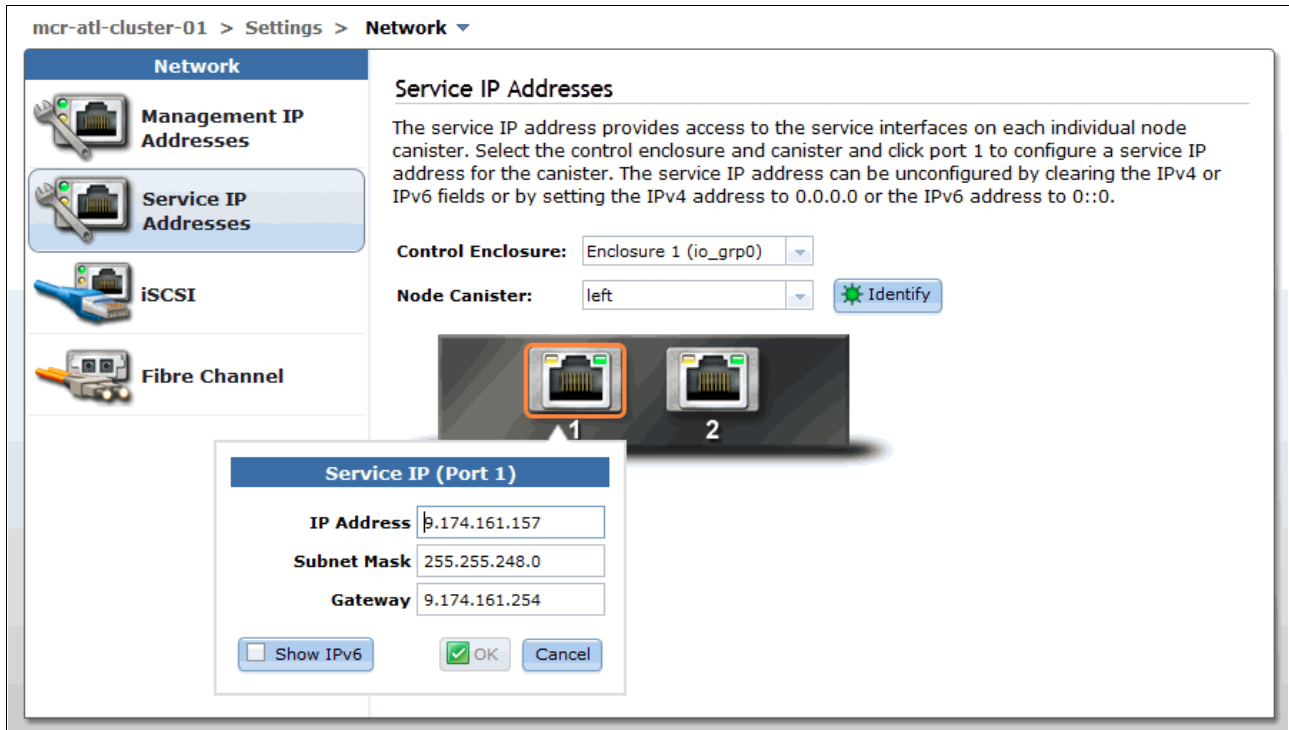 mcr-atl-cluster-01 > Settings > Network
Network
Management IP
Addresses
Service IP
Addresses
iSCSI
Fibre Channel
Service IP Addresses
The service IP address provides access to the service interfaces on each individual node
canister. Select the control enclosure and canister and click port 1 to configure a service IP
address for the canister. The service IP address can be unconfigured by clearing the IPv4 or
IPv6 fields or by setting the IPv4 address to 0.0.0.0 or the IPv6 address to 0::0.
Control Enclosure: Enclosure 1 (io_grp0)
Node Canister: left Identify
1 2
Service IP (Port 1)
IP Address 9.174.161.157
Subnet Mask 255.255.248.0
Gateway 9.174.161.254
Show IPv6 OK Cancel